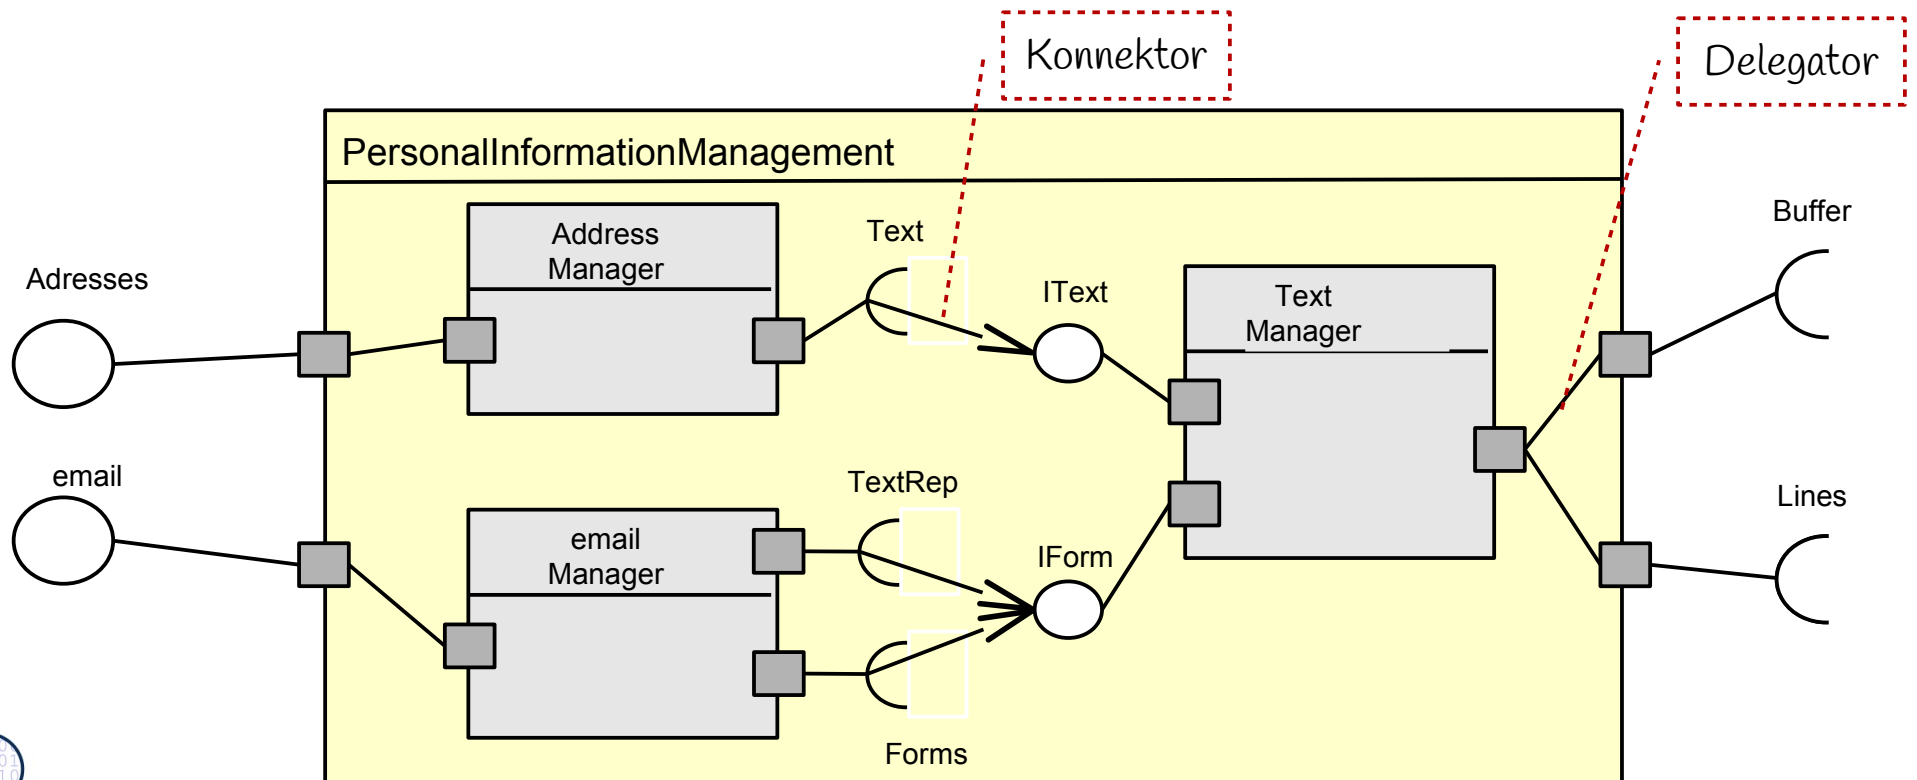 Konnektor
Delegator
PersonalInformationManagement
Address
Manager
Text
Buffer
Adresses
IText
Text
Manager
email
TextRep
Lines
email
Manager
IForm
Forms